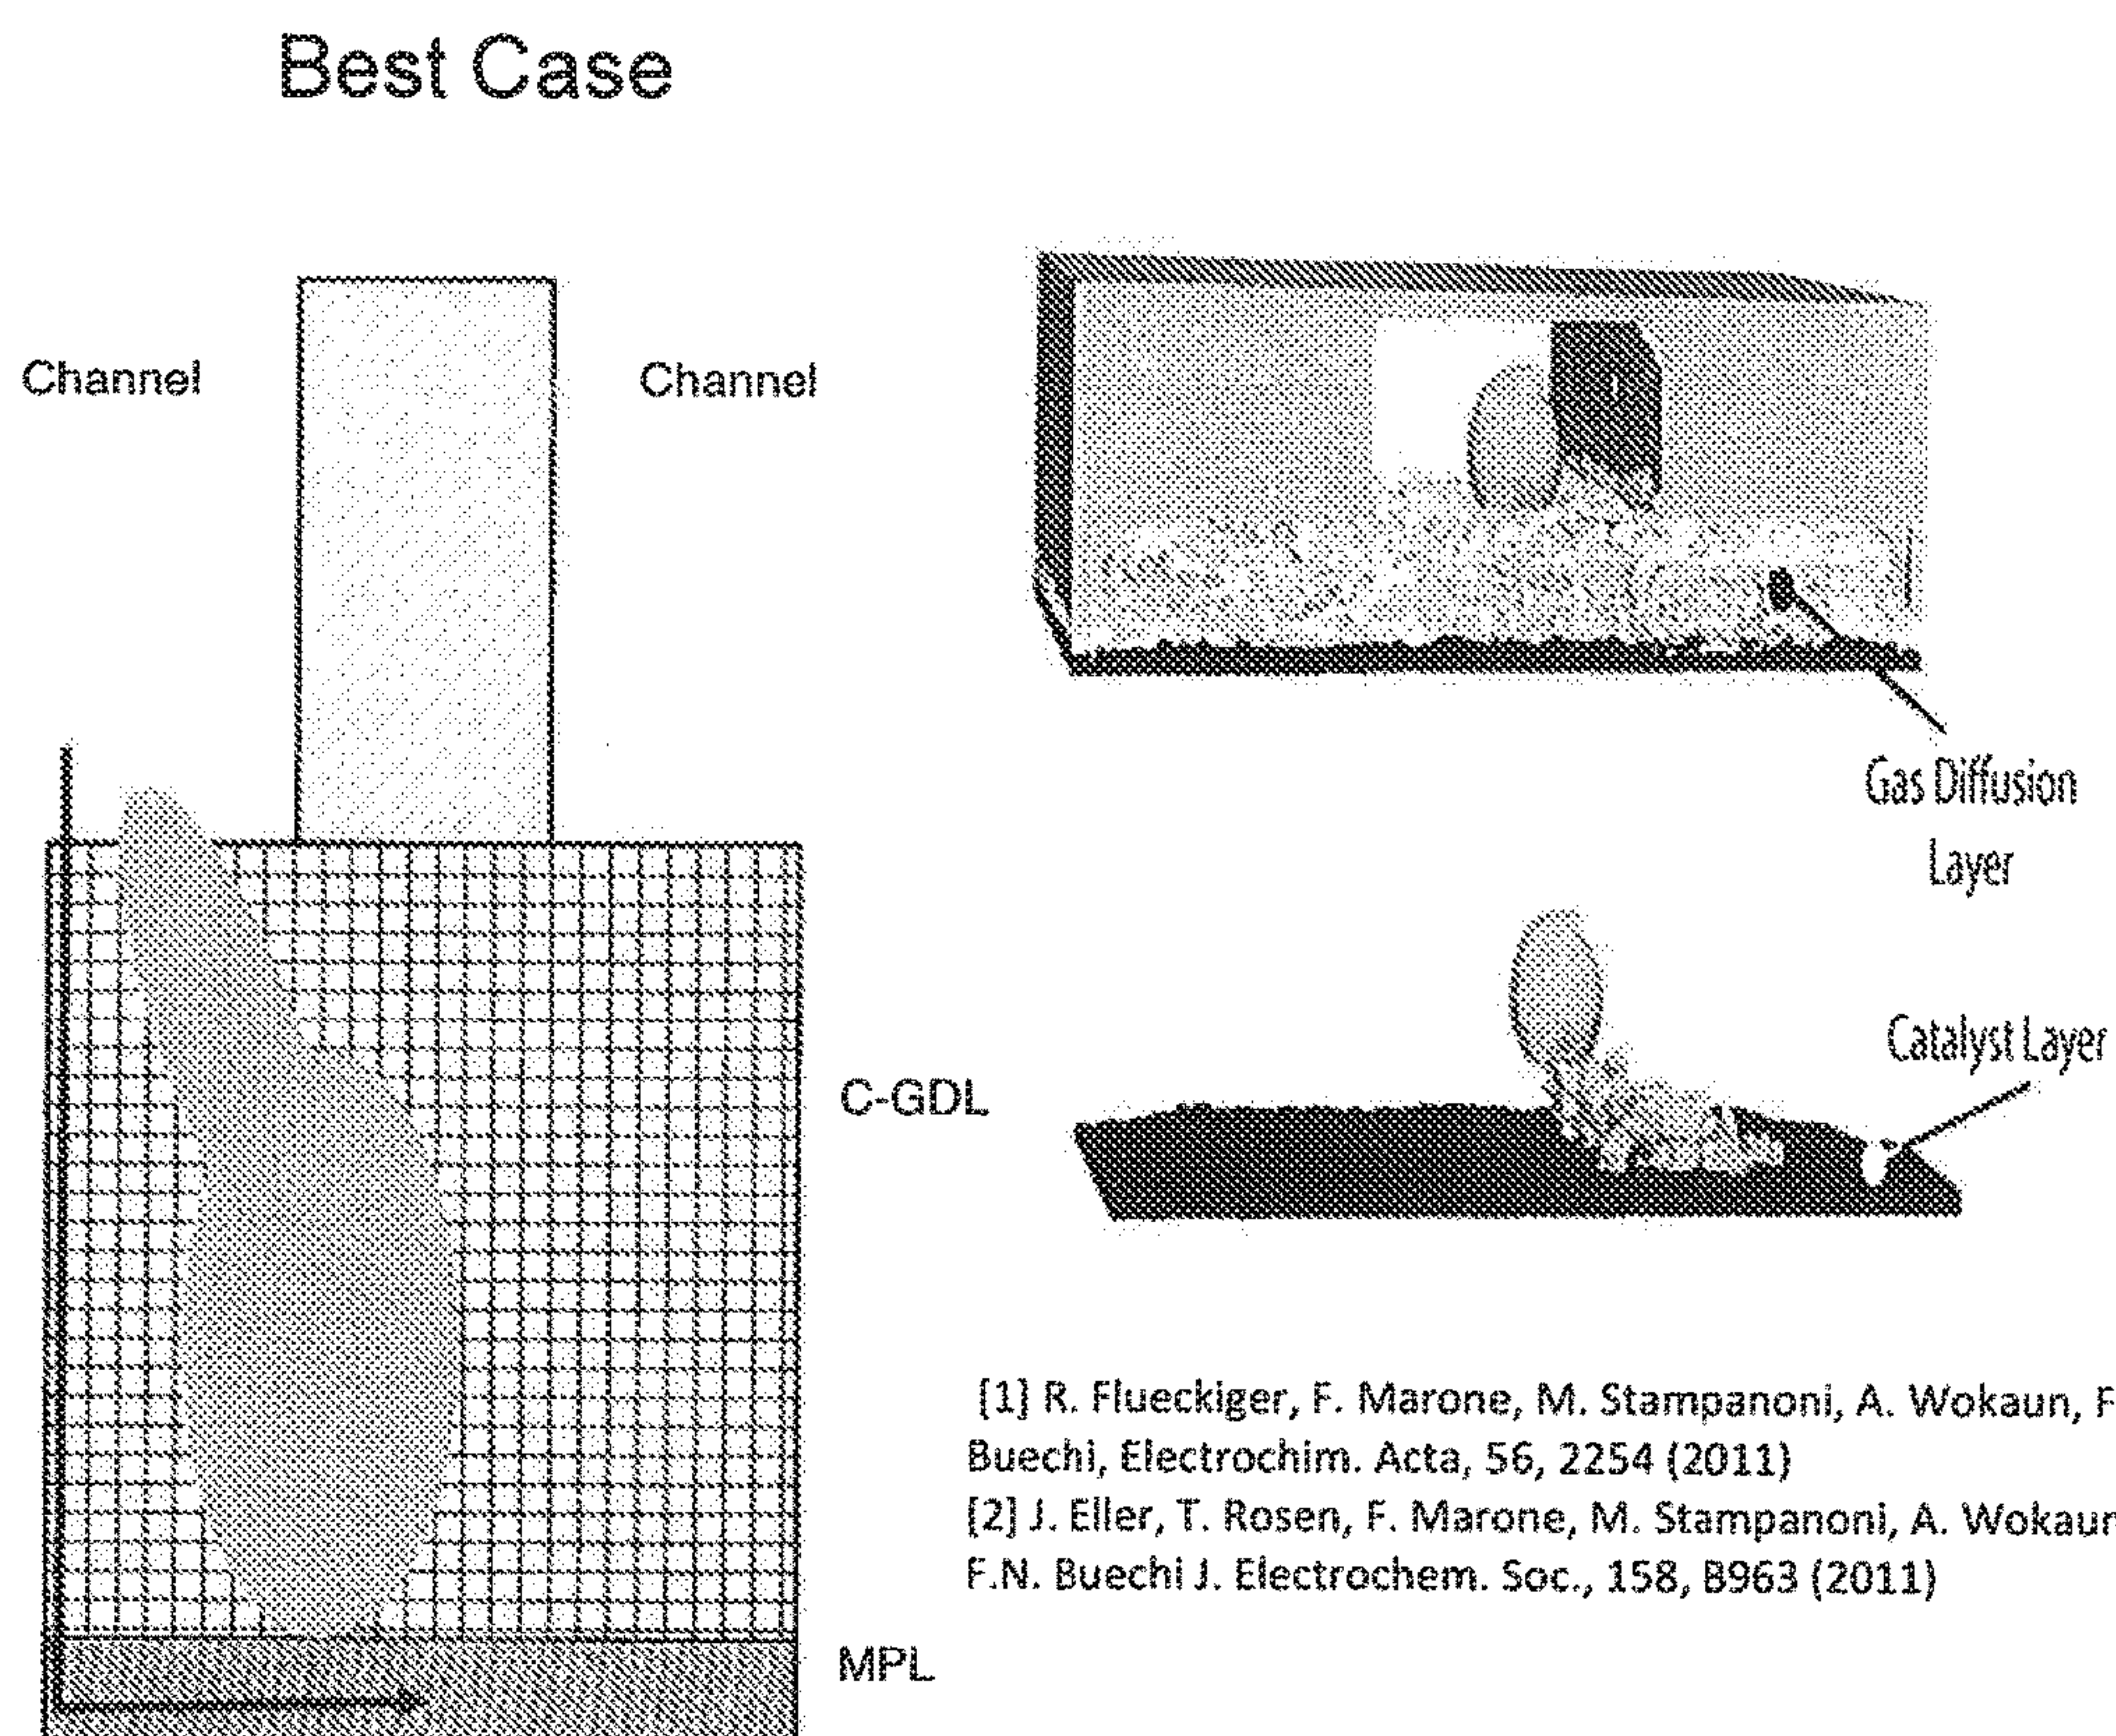 Best Case
Channel
Channel
Gas Diffusion
Layer
C-GDL
Catalyst Layer
[1] R. Flueckiger, F. Marone, M. Stampanoni, A. Wokaun, F
Buechi, Electrochim. Acta, 56, 2254 (2011)
[2] J. Eller, T. Rosen, F. Marone, M. Stampanoni, A. Wokaun
F.N. Buechi J. Electrochem. Soc., 158, B963 (2011)
MPL